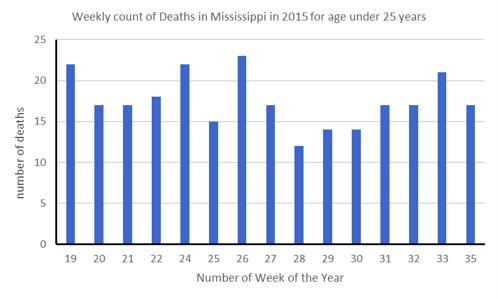 Weekly count of Deaths in Mississippi in 2015 for age under 25 years
25
20
15
10
5
0
number of deaths
19 20 21 22 24 25 26 27 28 29 30 31 32 33 35
Number of Week of the Year